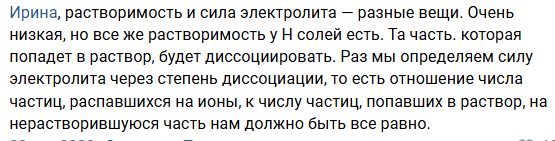 Ирина, растворимость и сила электролита — разные вещи. Очень
низкая, но все же растворимость у Н солей есть. Та часть. которая
попадет в раствор, будет диссоциировать. Раз мы определяем силу
электролита через степень диссоциации, то есть отношение числа
частиц, распавшихся на ионы, к числу частиц, попавших в раствор, на
нерастворившуюся часть нам должно быть все равно.